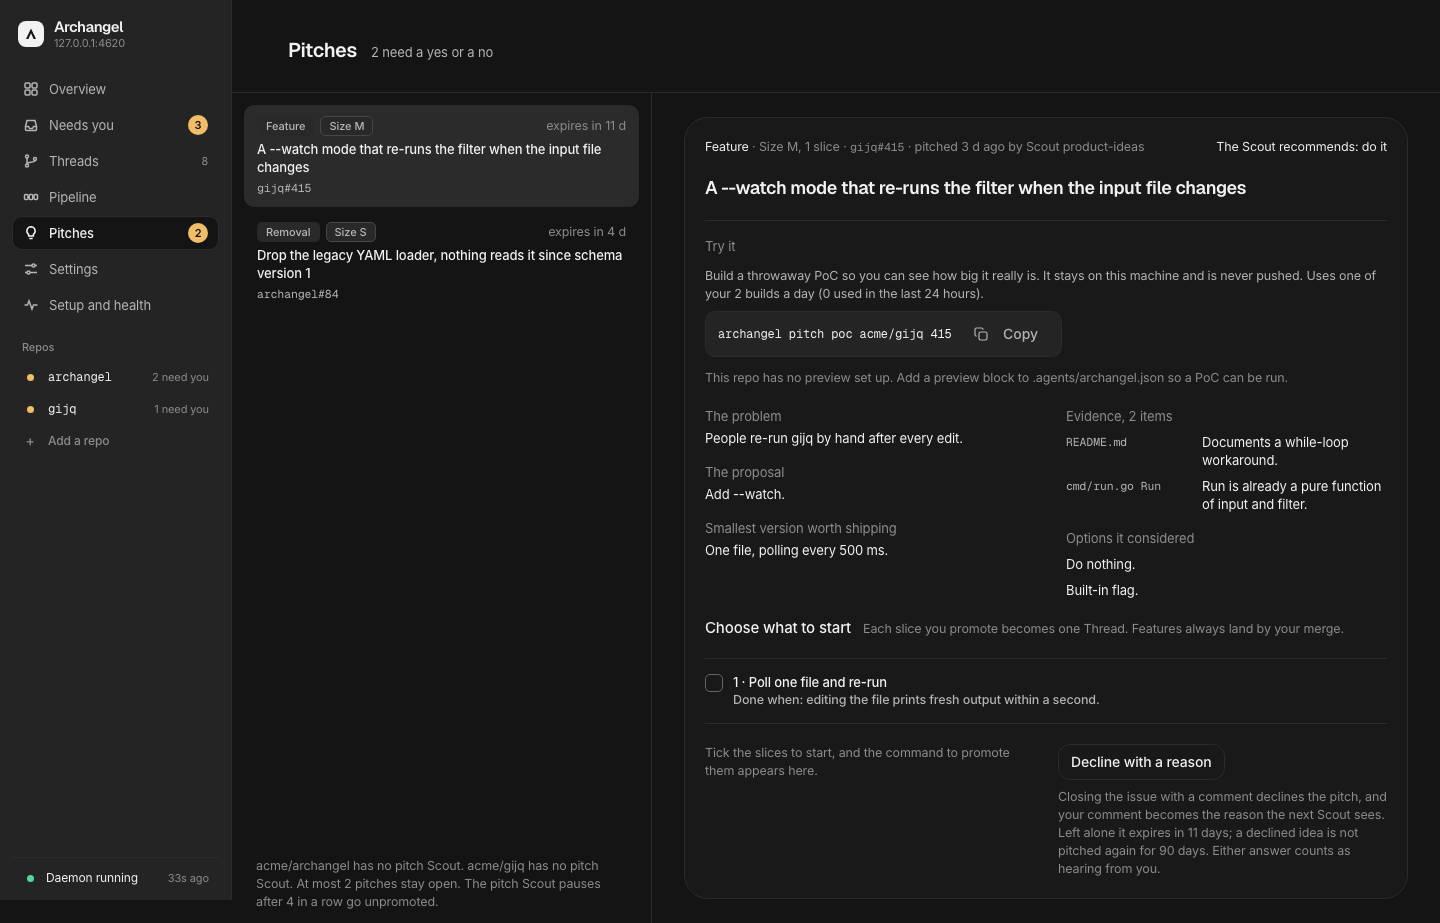 Archangel
127.0.0.1:4620
Overview
Needs you 3
Threads 8
Pipeline
Pitches 2
Settings
Setup and health
Repos
archangel 2 need you
gijq 1 need you
+ Add a repo
Daemon running 33s ago
Pitches 2 need a yes or a no
Feature Size M expires in 11 d
A --watch mode that re-runs the filter when the input file
changes
gijq#415
Removal Size S expires in 4 d
Drop the legacy YAML loader, nothing reads it since schema
version 1
archangel#84
acme/archangel has no pitch Scout. acme/gijq has no pitch
Scout. At most 2 pitches stay open. The pitch Scout pauses
after 4 in a row go unpromoted.
Feature · Size M, 1 slice · gijq#415 · pitched 3 d ago by Scout product-ideas The Scout recommends: do it
A --watch mode that re-runs the filter when the input file changes
Try it
Build a throwaway PoC so you can see how big it really is. It stays on this machine and is never pushed. Uses one of
your 2 builds a day (0 used in the last 24 hours).
archangel pitch poc acme/gijq 415 Copy
This repo has no preview set up. Add a preview block to .agents/archangel.json so a PoC can be run.
The problem
People re-run gijq by hand after every edit.
The proposal
Add --watch.
Smallest version worth shipping
One file, polling every 500 ms.
Evidence, 2 items
README.md Documents a while-loop
workaround.
cmd/run.go Run Run is already a pure function
of input and filter.
Options it considered
Do nothing.
Built-in flag.
Choose what to start Each slice you promote becomes one Thread. Features always land by your merge.
1 · Poll one file and re-run
Done when: editing the file prints fresh output within a second.
Tick the slices to start, and the command to promote
them appears here.
Decline with a reason
Closing the issue with a comment declines the pitch, and
your comment becomes the reason the next Scout sees.
Left alone it expires in 11 days; a declined idea is not
pitched again for 90 days. Either answer counts as
hearing from you.